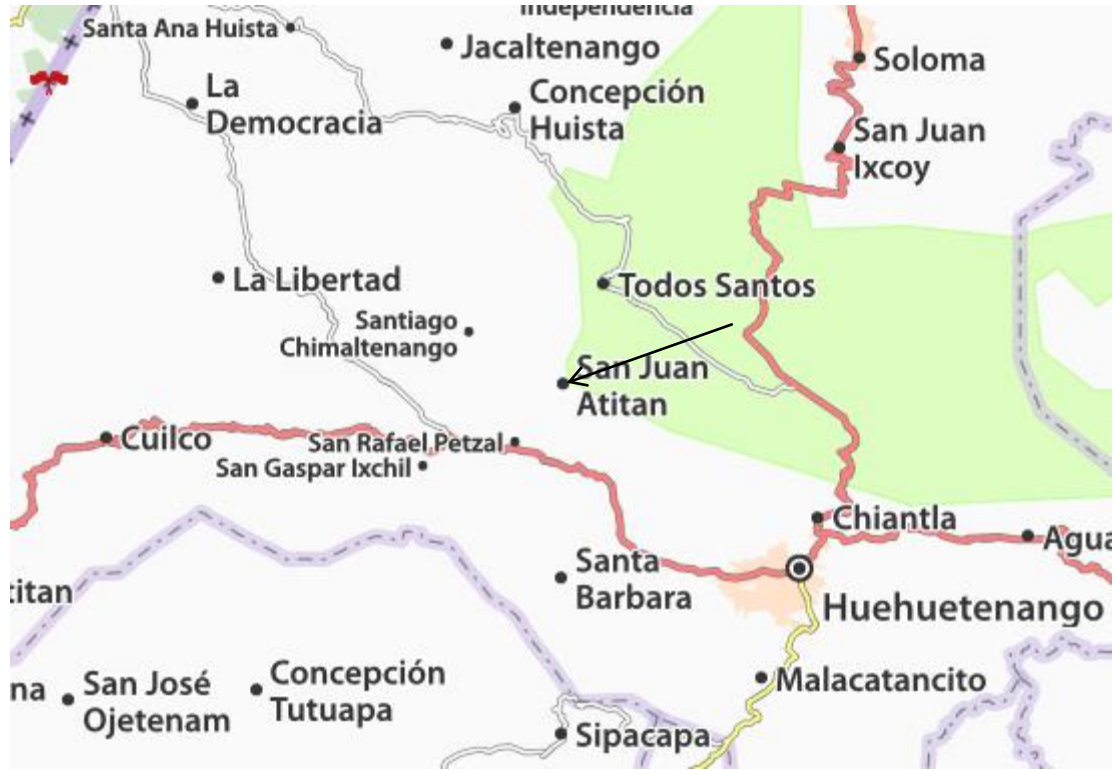 Independencia
Santa Ana Huista
Jacaltenango
Soloma
La
Democracia
Concepción
Huista
San Juan
Ixcoy
La Libertad
Todos Santos
Santiago
Chimaltenango
San Juan
Atitan
Cuilco
San Rafael Petzal
San Gaspar Ixchil
Chiantla
Agua
Santa
Barbara
titan
Huehuetenango
na
San José
Ojetenam
Concepción
Tutuapa
Malacatancito
Sipacapa